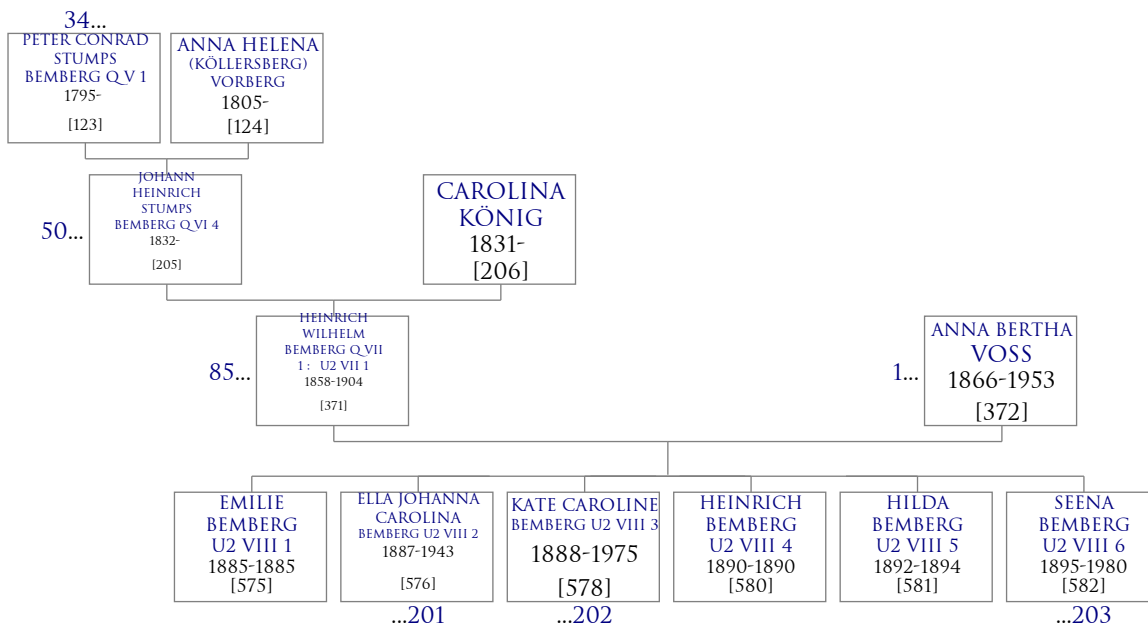 34...
PETER CONRAD
STUMPS
BEMBERG Q V 1
1795-
[123]
ANNA HELENA
(KÖLLERSBERG)
VORBERG
1805-
[124]
50...
JOHANN
HEINRICH
STUMPS
BEMBERG Q VI 4
1832-
[205]
CAROLINA
KÖNIG
1831-
[206]
85...
HEINRICH
WILHELM
BEMBERG Q VII
1 : U2 VII 1
1858-1904
[371]
1...
ANNA BERTHA
VOSS
1866-1953
[372]
EMILIE
BEMBERG
U2 VIII 1
1885-1885
[575]
ELLA JOHANNA
CAROLINA
BEMBERG U2 VIII 2
1887-1943
[576]
...201
KATE CAROLINE
BEMBERG U2 VIII 3
1888-1975
[578]
...202
HEINRICH
BEMBERG
U2 VIII 4
1890-1890
[580]
HILDA
BEMBERG
U2 VIII 5
1892-1894
[581]
SEENA
BEMBERG
U2 VIII 6
1895-1980
[582]
...203